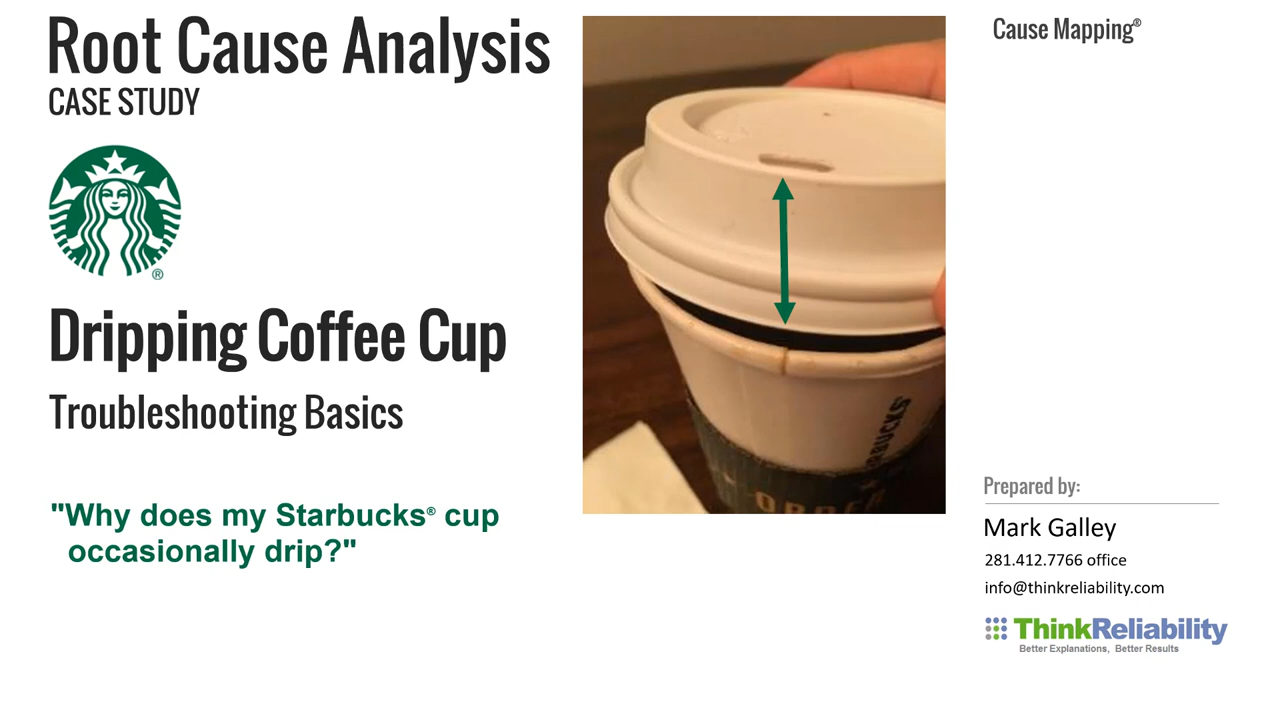 Root Cause Analysis
CASE STUDY
®
Dripping Coffee Cup
Troubleshooting Basics
"Why does my Starbucks® cup
occasionally drip?"
Cause Mapping®
Prepared by:
Mark Galley
281.412.7766 office
info@thinkreliability.com
ThinkReliability
Better Explanations, Better Results